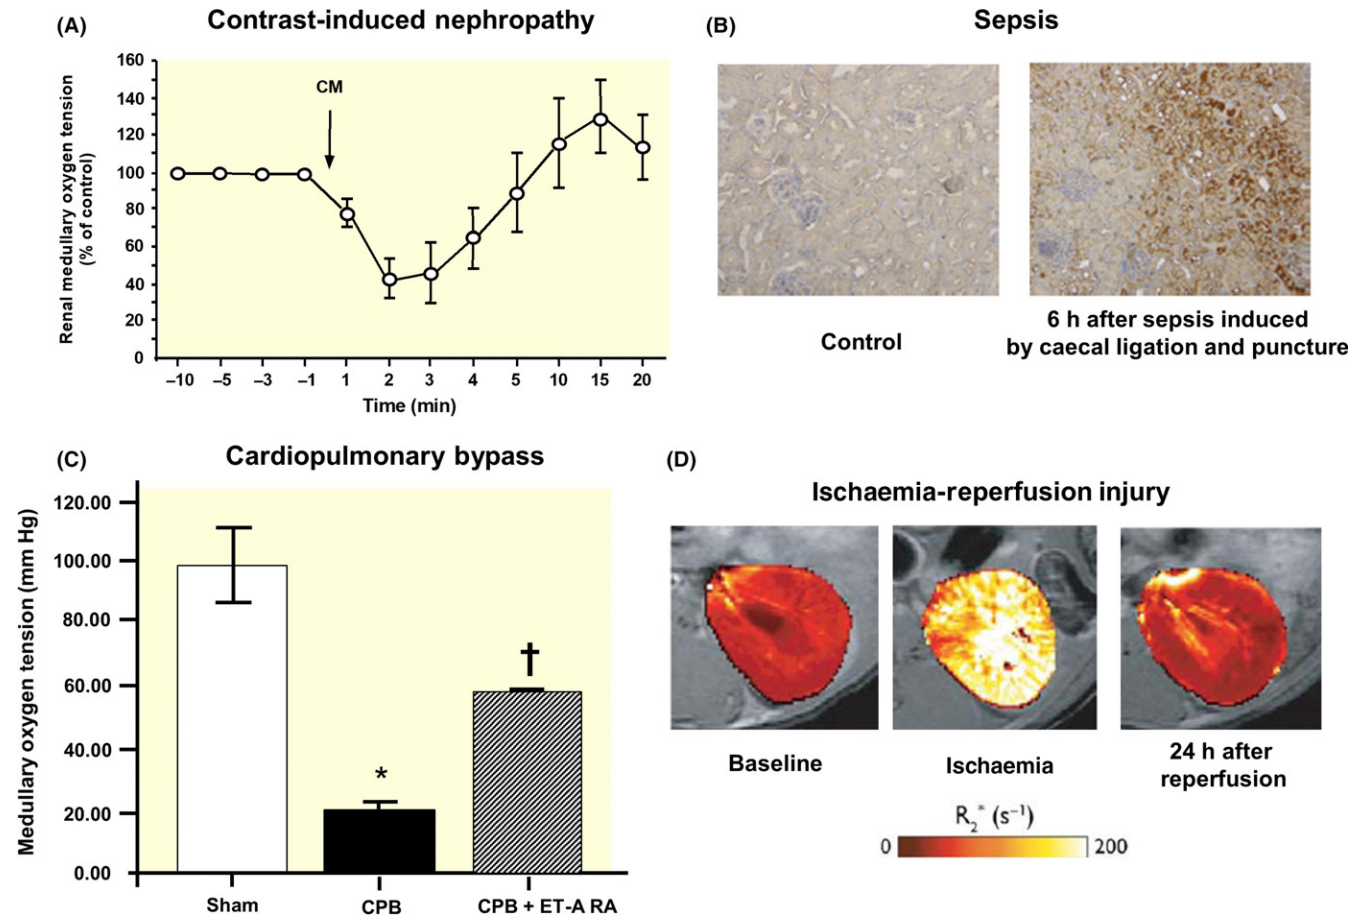 (A)
Contrast-induced nephropathy
160
140
120
100
80
60
40
20
0
Renal medullary oxygen tension
(% of control)
CM
–10 –5 –3 –1 1 2 3 4 5 10 15 20
Time (min)
(B)
Sepsis
Control
6 h after sepsis induced
by caecal ligation and puncture
(C)
Cardiopulmonary bypass
120.00
100.00
80.00
60.00
40.00
20.00
0.00
Medullary oxygen tension (mm Hg)
*
†
Sham CPB CPB + ET-A RA
(D)
Ischaemia-reperfusion injury
Baseline
Ischaemia
24 h after
reperfusion
R₂* (s⁻¹)
0 200